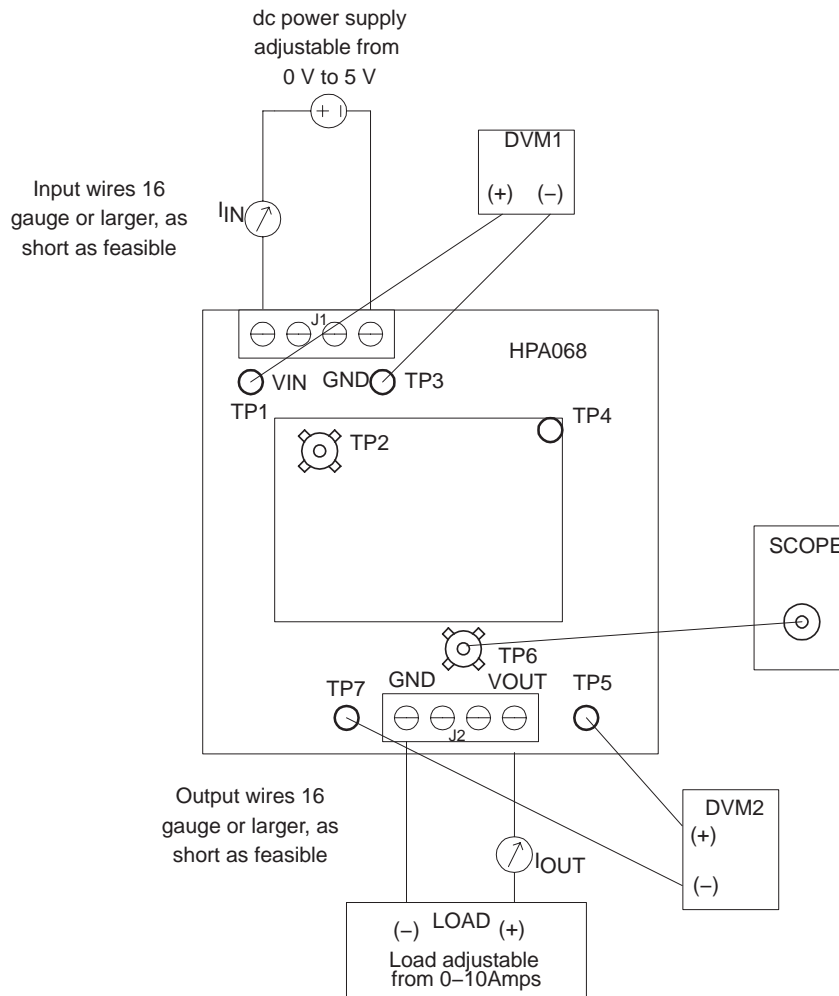 dc power supply
adjustable from
0 V to 5 V
+ −
DVM1
(+) (−)
Input wires 16
gauge or larger, as
short as feasible
IIN
J1
HPA068
VIN GND TP3
TP1
TP4
TP2
SCOPE
TP6
GND VOUT TP5
TP7
J2
Output wires 16
gauge or larger, as
short as feasible
DVM2
(+)
(−)
IOUT
(−) LOAD (+)
Load adjustable
from 0−10Amps